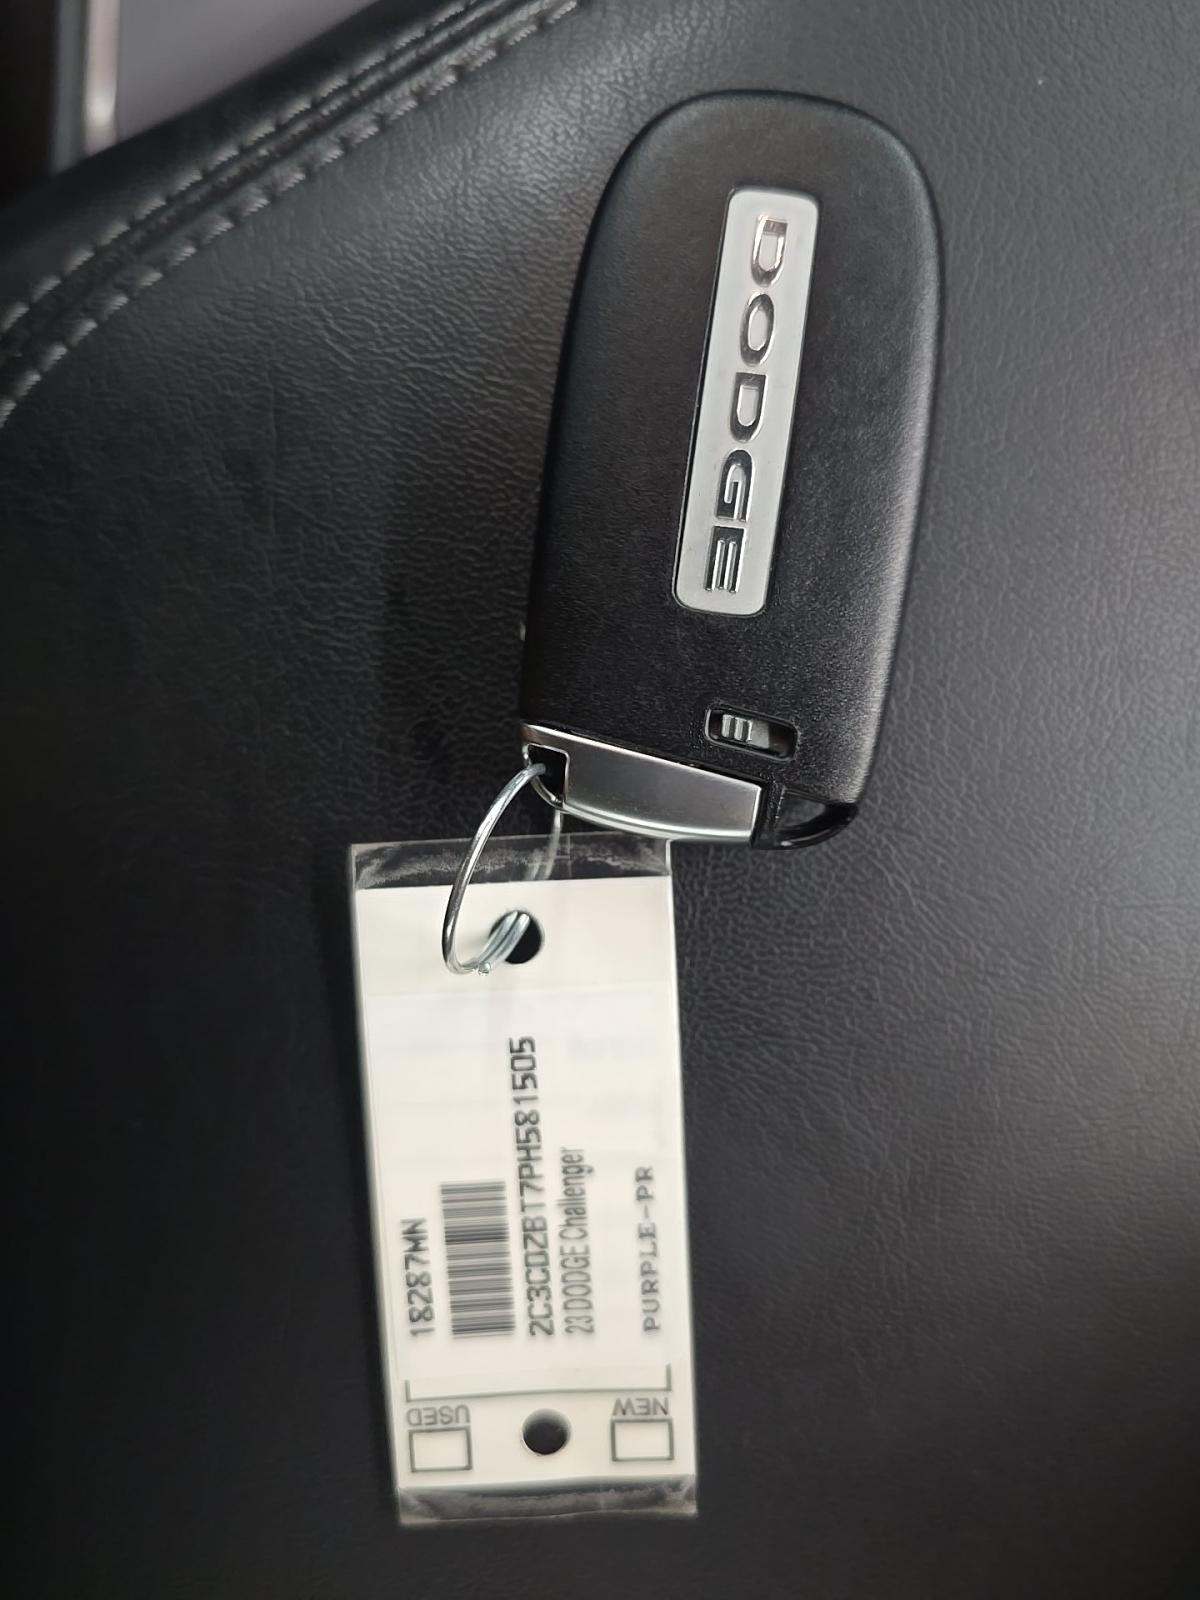 DODGE
18287MN
2C3CDZBT7PH581505
23 DODGE Challenger
PURPLE-PR
USED
NEW